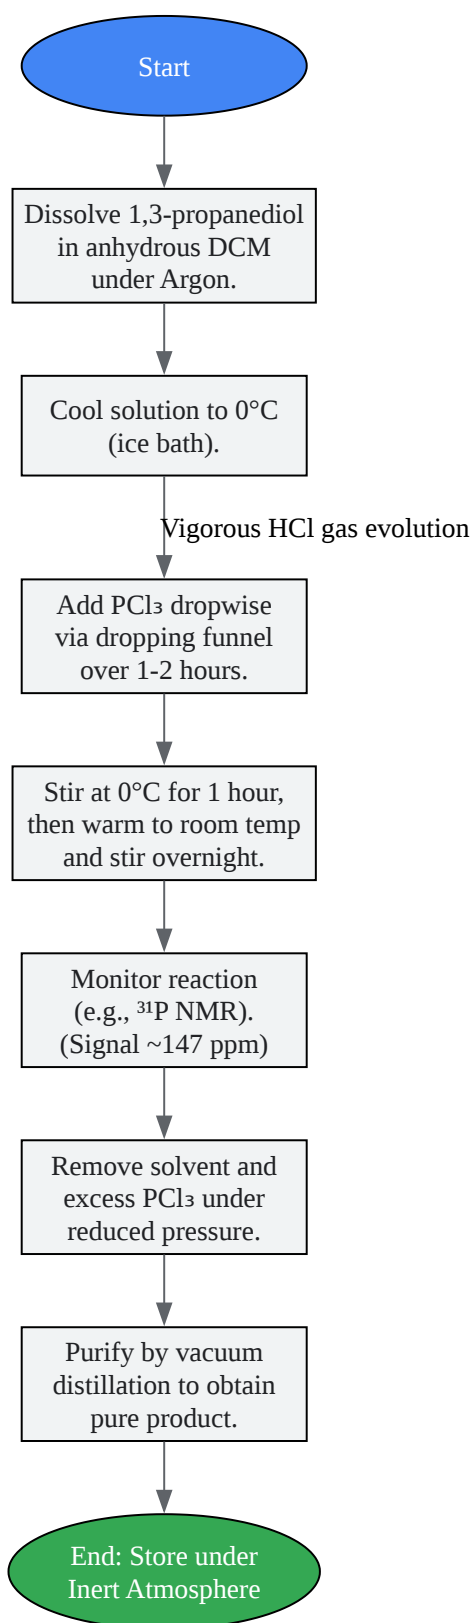 Start
Dissolve 1,3-propanediol
in anhydrous DCM
under Argon.
Cool solution to 0°C
(ice bath).
Vigorous HCl gas evolution
Add PCl₃ dropwise
via dropping funnel
over 1-2 hours.
Stir at 0°C for 1 hour,
then warm to room temp
and stir overnight.
Monitor reaction
(e.g., ³¹P NMR).
(Signal ~147 ppm)
Remove solvent and
excess PCl₃ under
reduced pressure.
Purify by vacuum
distillation to obtain
pure product.
End: Store under
Inert Atmosphere